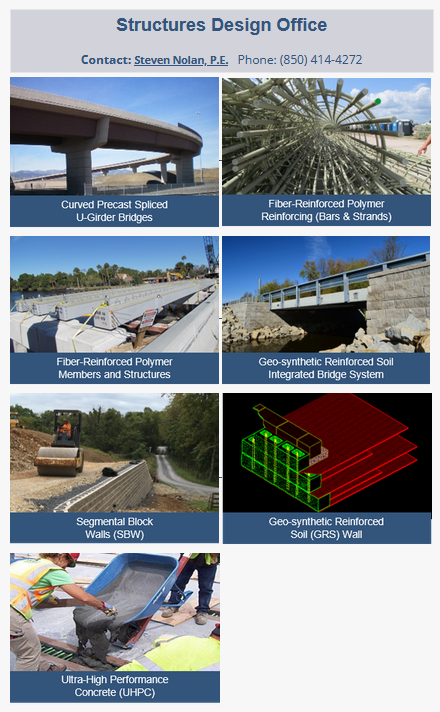 Structures Design Office
Contact: Steven Nolan, P.E. Phone: (850) 414-4272
Curved Precast Spliced
U-Girder Bridges
Fiber-Reinforced Polymer
Reinforcing (Bars & Strands)
Fiber-Reinforced Polymer
Members and Structures
Geo-synthetic Reinforced Soil
Integrated Bridge System
Segmental Block
Walls (SBW)
Geo-synthetic Reinforced
Soil (GRS) Wall
Ultra-High Performance
Concrete (UHPC)